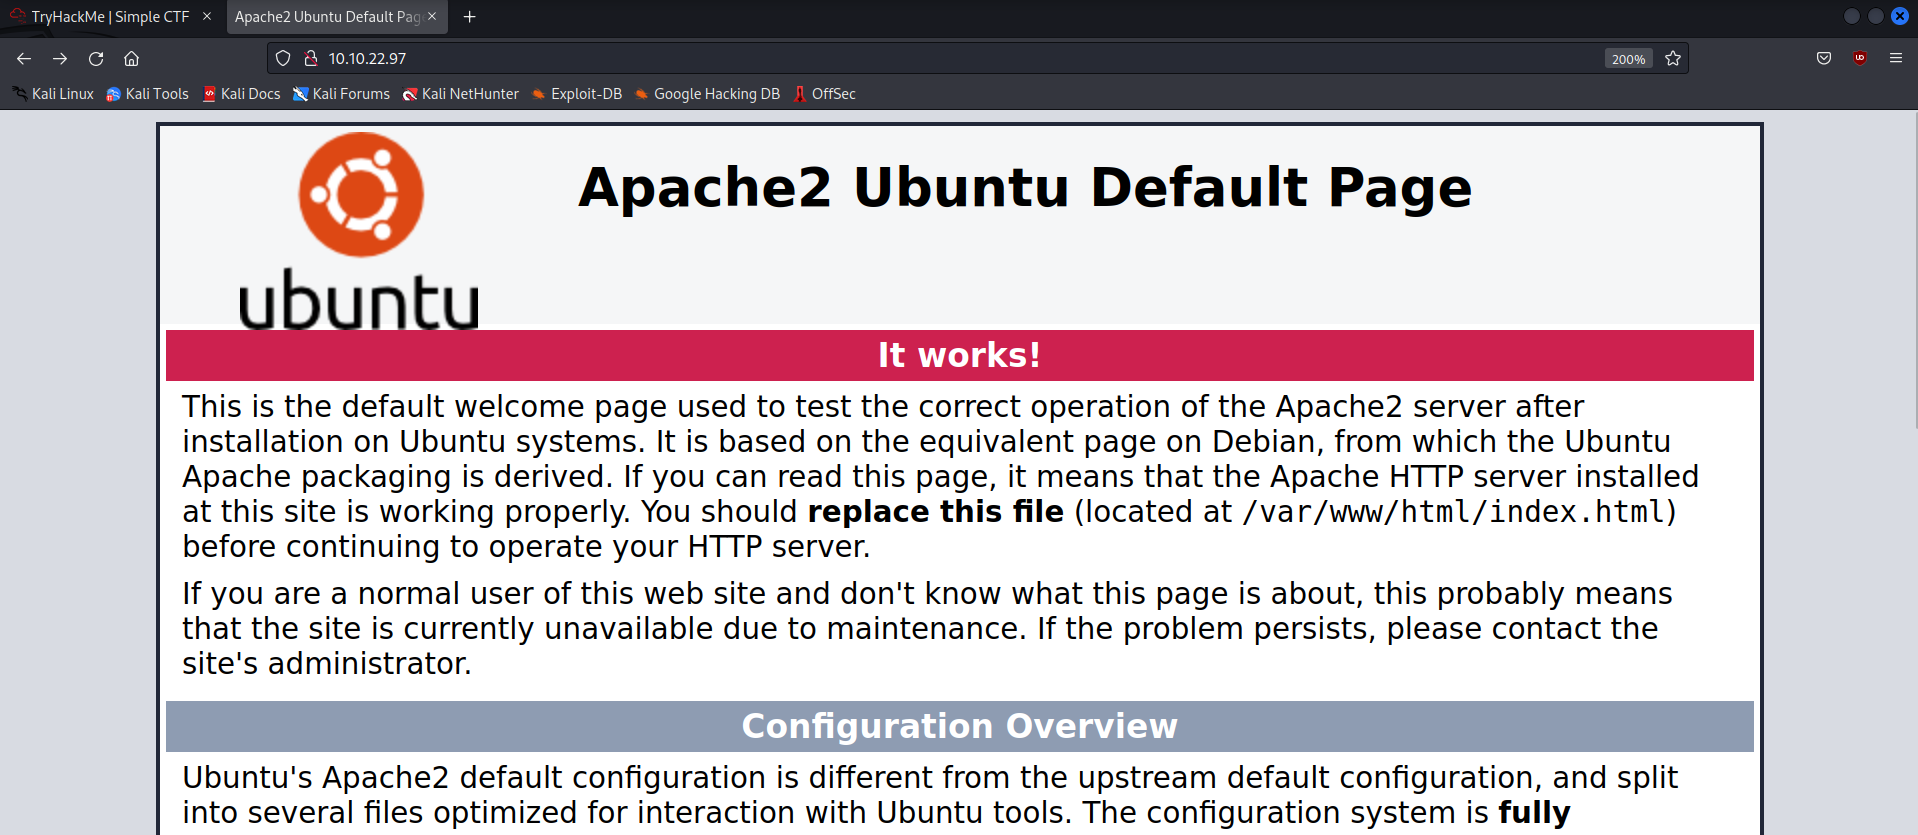 TryHackMe | Simple CTF
Apache2 Ubuntu Default Pag
10.10.22.97
200%
Kali Linux Kali Tools Kali Docs Kali Forums Kali NetHunter Exploit-DB Google Hacking DB OffSec
ubuntu
Apache2 Ubuntu Default Page
It works!
This is the default welcome page used to test the correct operation of the Apache2 server after
installation on Ubuntu systems. It is based on the equivalent page on Debian, from which the Ubuntu
Apache packaging is derived. If you can read this page, it means that the Apache HTTP server installed
at this site is working properly. You should replace this file (located at /var/www/html/index.html)
before continuing to operate your HTTP server.
If you are a normal user of this web site and don't know what this page is about, this probably means
that the site is currently unavailable due to maintenance. If the problem persists, please contact the
site's administrator.
Configuration Overview
Ubuntu's Apache2 default configuration is different from the upstream default configuration, and split
into several files optimized for interaction with Ubuntu tools. The configuration system is fully